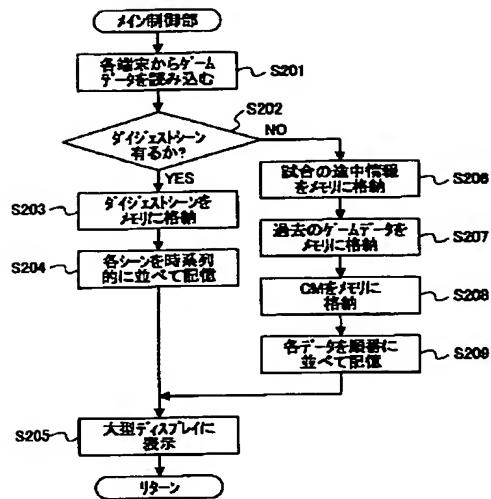 メイン制御部
各端末からゲーム
データを読み込む
S201
S202
ダイジェストシーン
有るか?
NO
YES
S203
ダイジェストシーンを
メモリに格納
S204
各シーンを時系列
的に並べて記憶
試合の途中情報
をメモリに格納
S206
過去のゲームデータを
メモリに格納
S207
CMをメモリに
格納
S208
各データを順番に
並べて記憶
S209
S205
大型ディスプレイに
表示
リターン